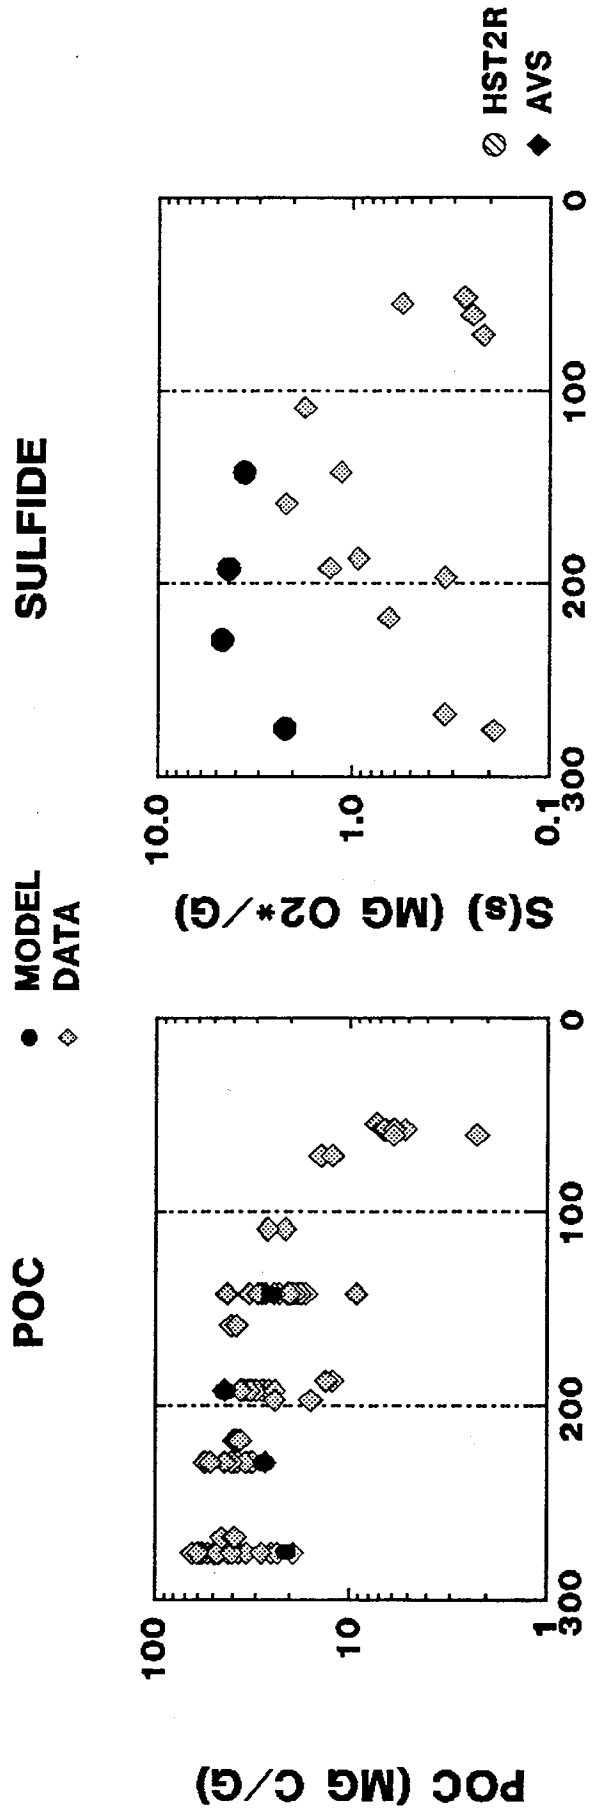 POC
SULFIDE
MODEL
DATA
POC (MG C/G)
100
10
1
300
200
100
0
S(s) (MG O2*/G)
10.0
1.0
0.1
300
200
100
0
HST2R
AVS